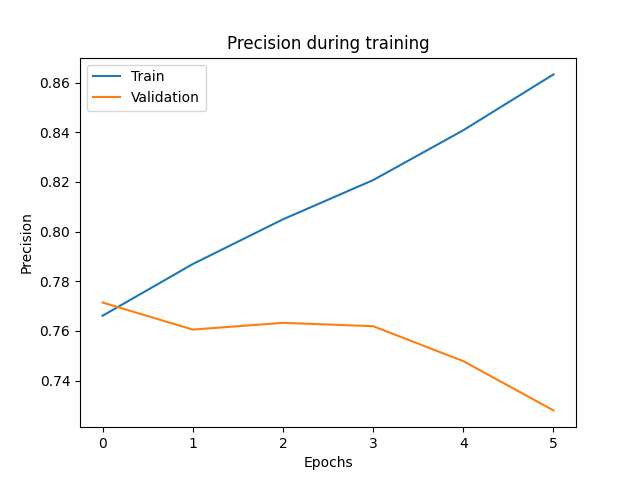 Precision during training
Train
Validation
0.86
0.84
0.82
0.80
0.78
0.76
0.74
Precision
0 1 2 3 4 5
Epochs